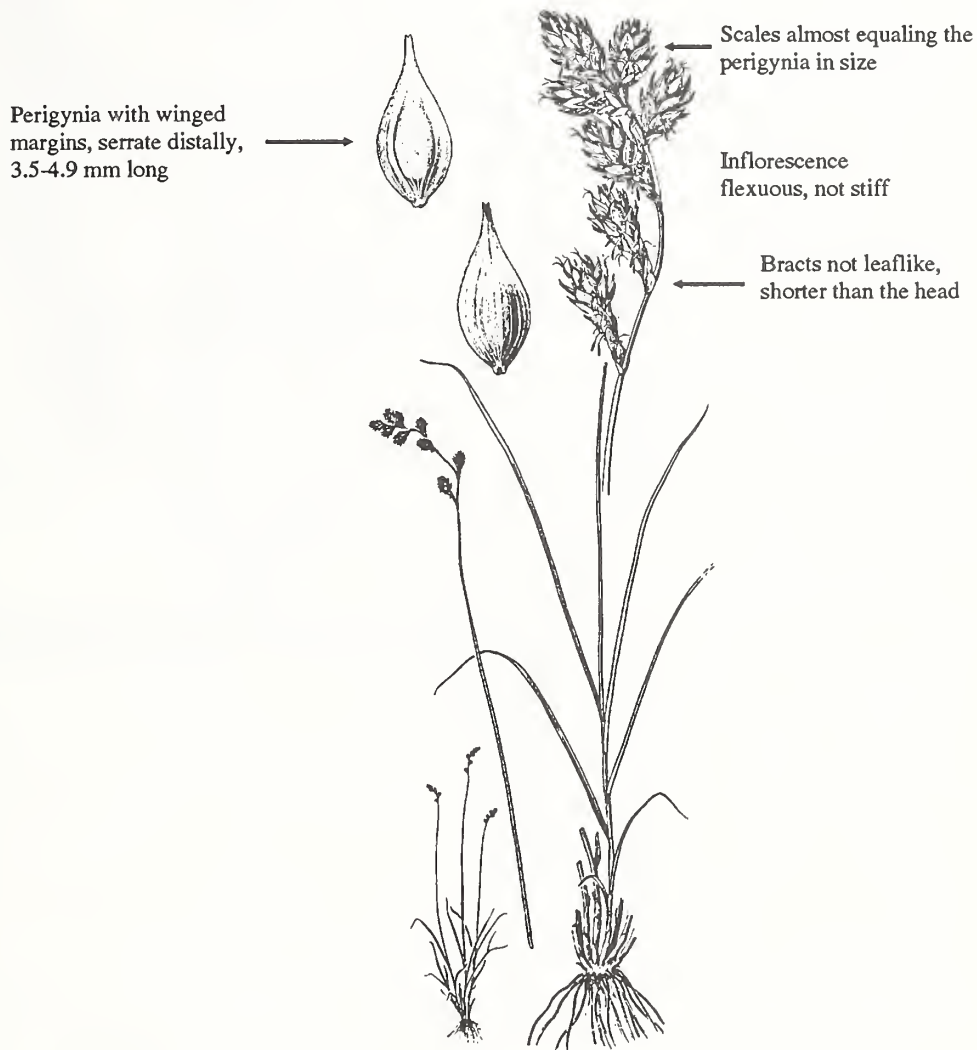 Scales almost equaling the
perigynia in size
Perigynia with winged
margins, serrate distally,
3.5-4.9 mm long
Inflorescence
flexuous, not stiff
Bracts not leaflike,
shorter than the head